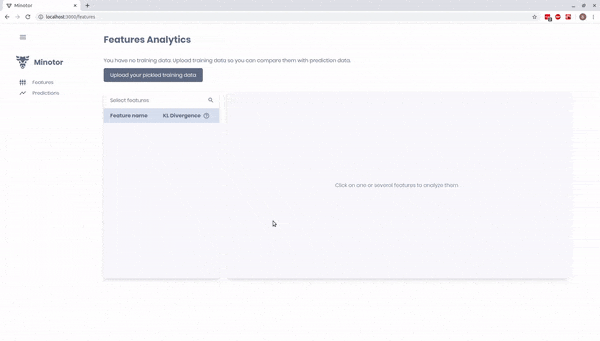 Minotor
localhost:3000/features
Features Analytics
You have no training data. Upload training data so you can compare them with prediction data.
Minotor
Upload your pickled training data
Features
Predictions
Select features
Feature name KL Divergence ?
Click on one or several features to analyze them